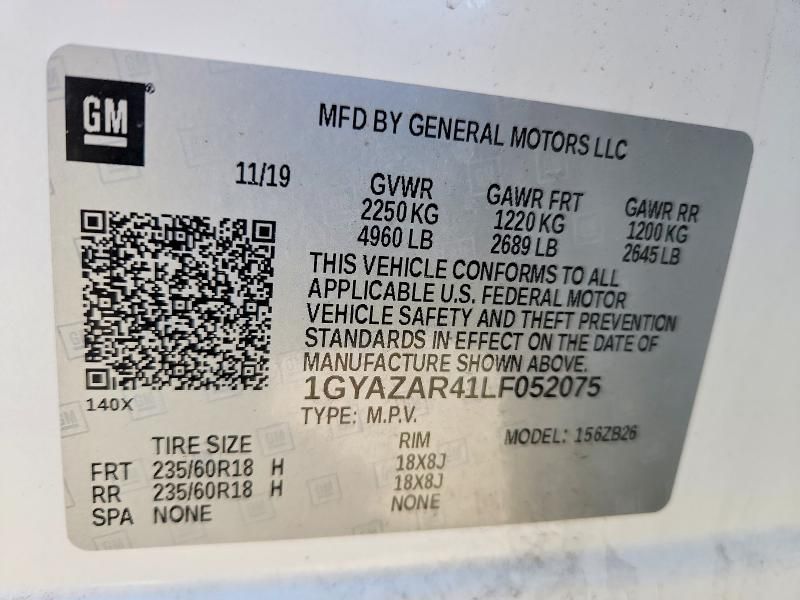 GM®
MFD BY GENERAL MOTORS LLC
11/19
GVWR GAWR FRT GAWR RR
2250 KG 1220 KG 1200 KG
4960 LB 2689 LB 2645 LB
THIS VEHICLE CONFORMS TO ALL
APPLICABLE U.S. FEDERAL MOTOR
VEHICLE SAFETY AND THEFT PREVENTION
STANDARDS IN EFFECT ON THE DATE OF
MANUFACTURE SHOWN ABOVE.
1GYAZAR41LF052075
140X
TYPE: M.P.V. MODEL: 156ZB26
TIRE SIZE RIM
FRT 235/60R18 H 18X8J
RR 235/60R18 H 18X8J
SPA NONE NONE